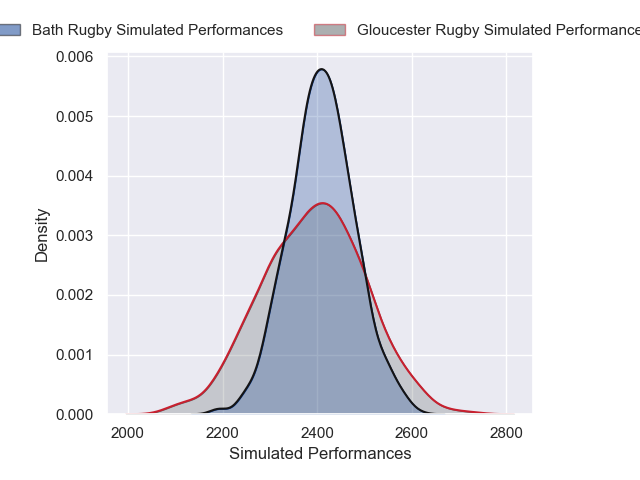 Bath Rugby Simulated Performances
Gloucester Rugby Simulated Performance
0.006
0.005
0.004
0.003
0.002
0.001
0.000
Density
2000 2200 2400 2600 2800
Simulated Performances